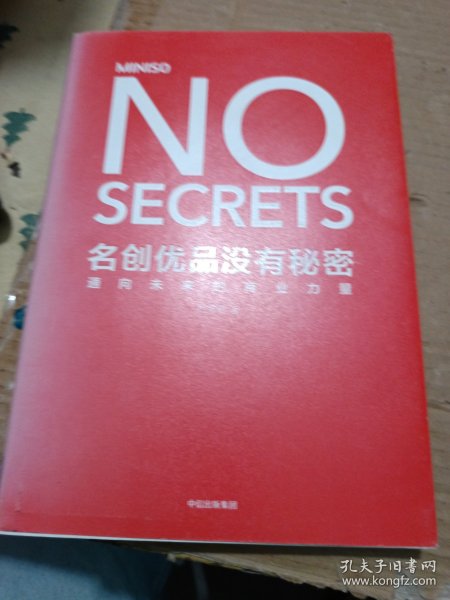 MINISO
NO
SECRETS
名创优品没有秘密
通向未来的商业力量
中信出版集团
孔夫子旧书网
www.kongfz.com